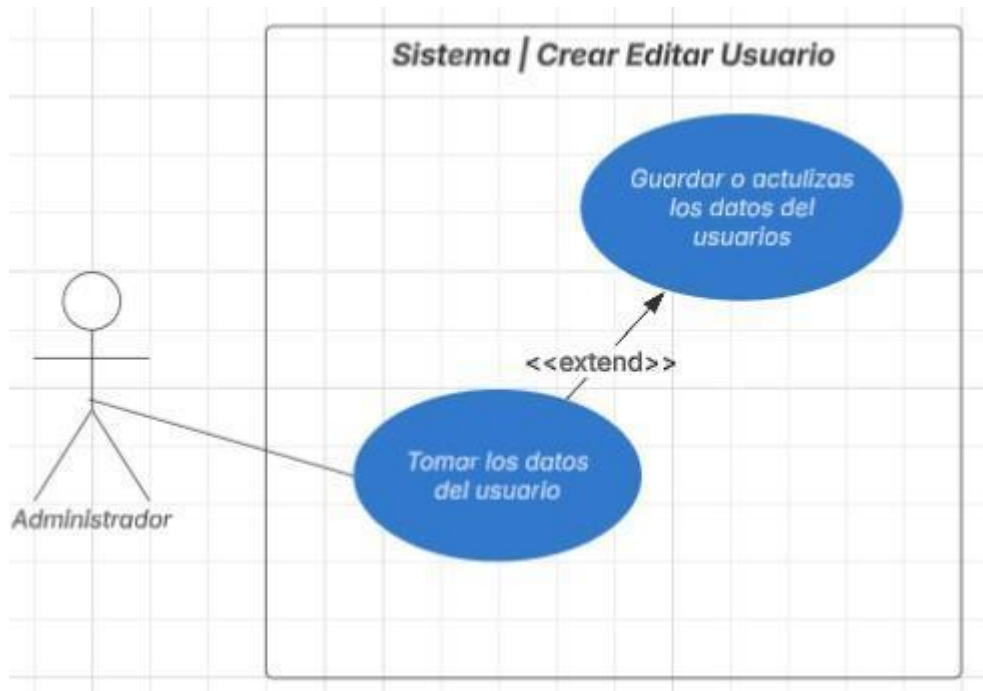 Sistema | Crear Editar Usuario
Guardar o actulizas
los datos del
usuarios
<<extend>>
Tomar los datos
del usuario
Administrador